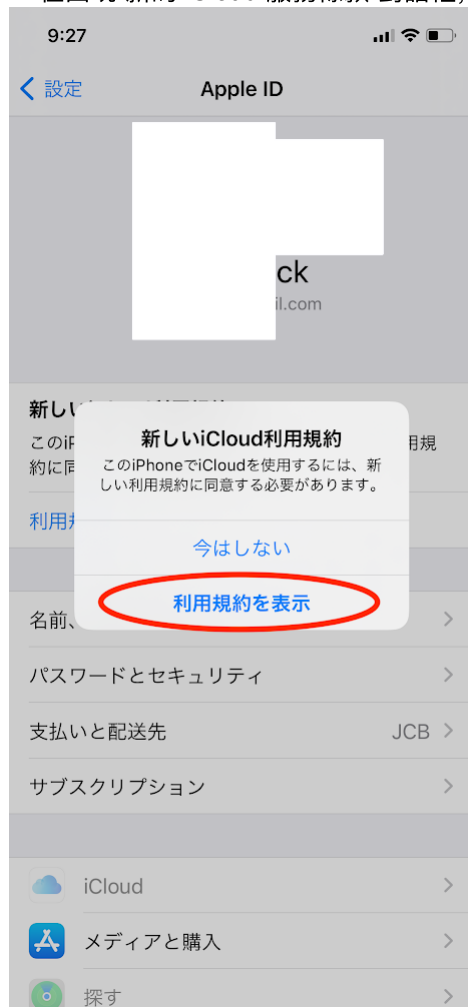 9:27
設定
Apple ID
ck
il.com
新しい
このiP
用規
約に同
利用
新しいiCloud利用規約
このiPhoneでiCloudを使用するには、新
しい利用規約に同意する必要があります。
今はしない
利用規約を表示
名前、
パスワードとセキュリティ
支払いと配送先 JCB
サブスクリプション
iCloud
メディアと購入
探す